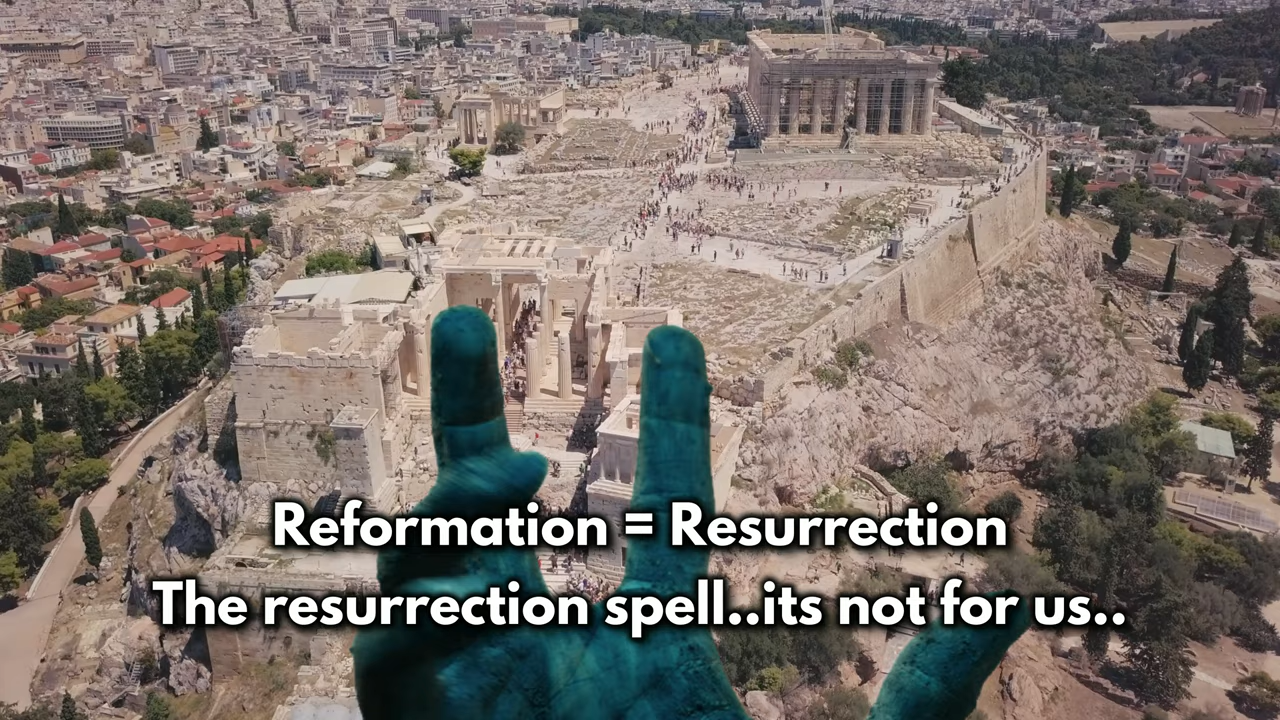 Reformation = Resurrection
The resurrection spell..its not for us..